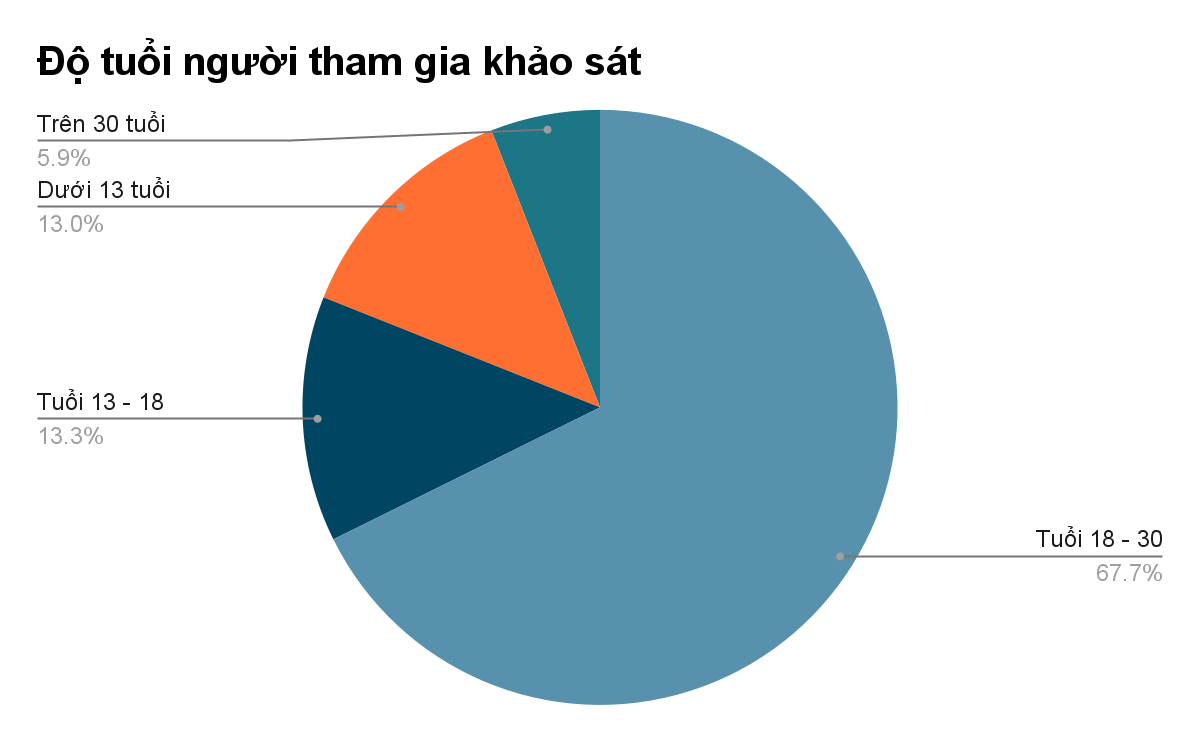 Độ tuổi người tham gia khảo sát
Trên 30 tuổi
5.9%
Dưới 13 tuổi
13.0%
Tuổi 13 - 18
13.3%
Tuổi 18 - 30
67.7%